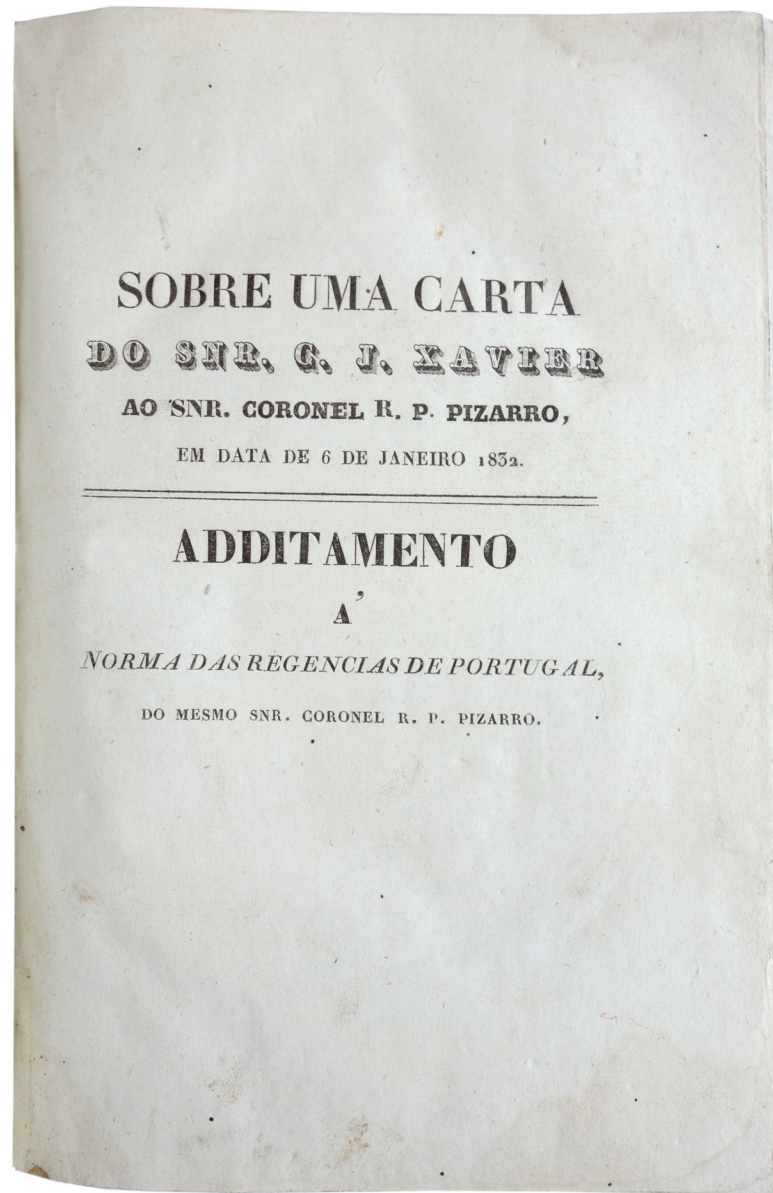 SOBRE UMA CARTA
DO SNR. C. J. XAVIER
AO SNR. CORONEL R. P. PIZARRO,
EM DATA DE 6 DE JANEIRO 1832.
ADDITAMENTO
A'
NORMA DAS REGENCIAS DE PORTUGAL,
DO MESMO SNR. CORONEL R. P. PIZARRO.